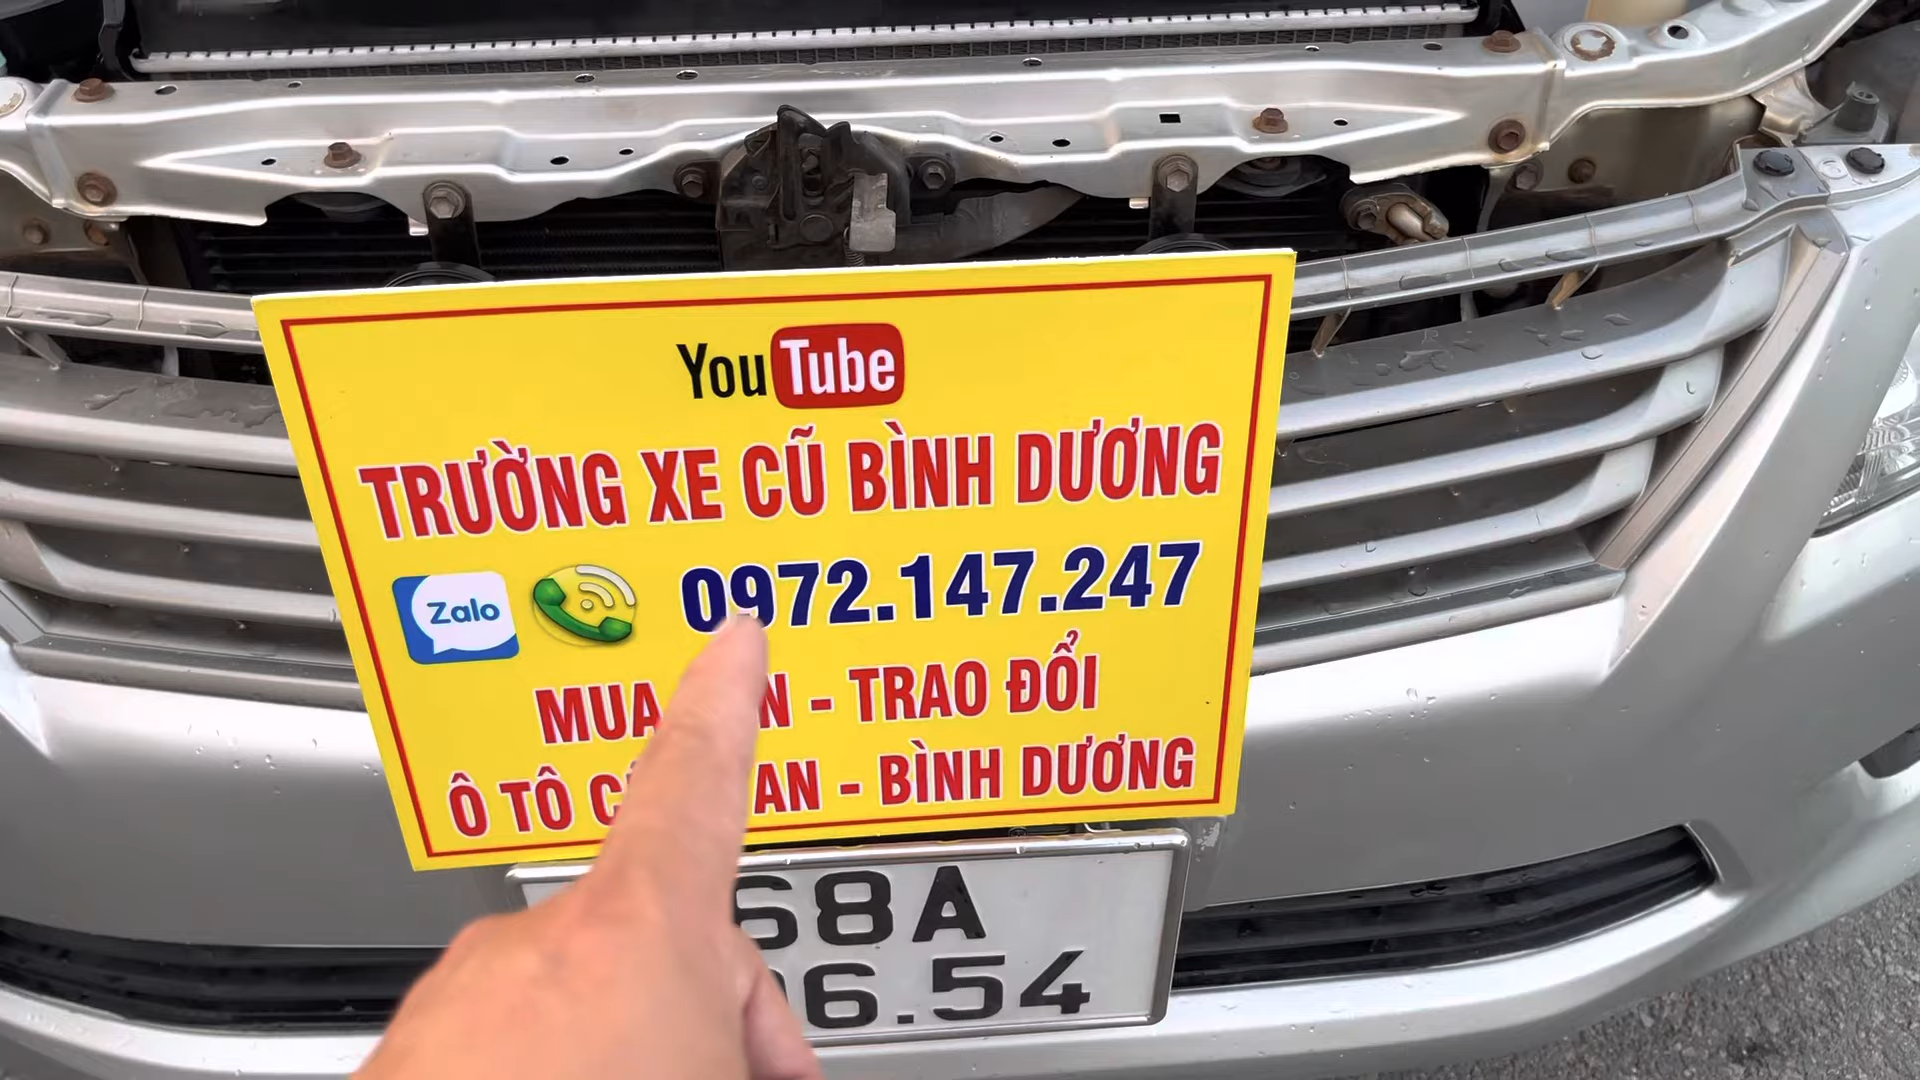 YouTube
TRƯỜNG XE CŨ BÌNH DƯƠNG
Zalo 0972.147.247
MUA - TRAO ĐỔI
Ô TÔ - BÌNH DƯƠNG
68A
6.54